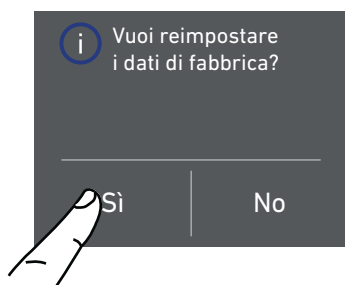 i
Vuoi reimpostare
i dati di fabbrica?
Sì
No